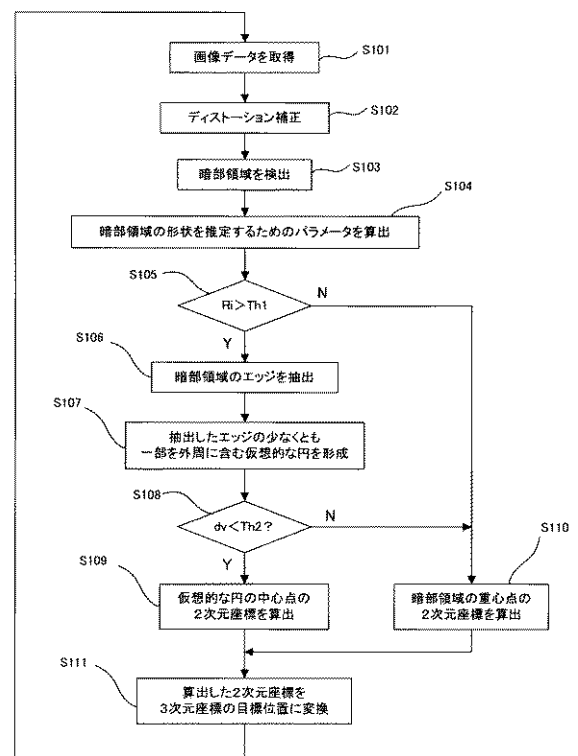 画像データを取得
S101
ディストーション補正
S102
暗部領域を検出
S103
S104
暗部領域の形状を推定するためのパラメータを算出
S105
Ri>Th1
N
Y
S106
暗部領域のエッジを抽出
S107
抽出したエッジの少なくとも
一部を外周に含む仮想的な円を形成
S108
dv<Th2?
N
Y
S109
S110
仮想的な円の中心点の
2次元座標を算出
暗部領域の重心点の
2次元座標を算出
S111
算出した2次元座標を
3次元座標の目標位置に変換